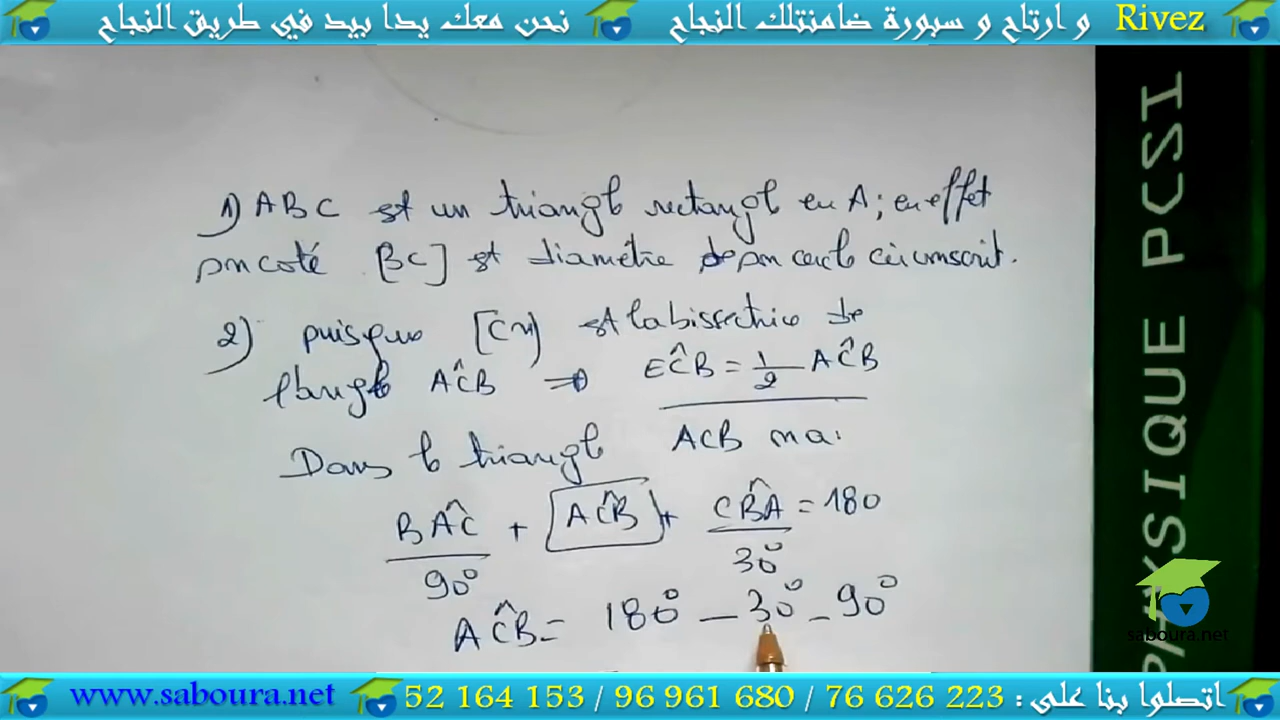 Rivez و ارتاح و سبورة ضامنتلك النجاح نحن معك يدا بيد في طريق النجاح
PHYSIQUE PCSI
1) ABC est un triangle rectangle en A ; en effet
son coté [BC] est diamétre de son cercle circonscrit.
2) puisque [CM) est la bissectrice de
l'angle AĈB ⇒ EĈB = 1/2 AĈB
Dans le triangle ACB on a :
BÂC + AĈB + CB̂A = 180
90° 30°
AĈB = 180° - 30° - 90°
saboura.net
www.saboura.net 52 164 153 / 96 961 680 / 76 626 223 : اتصلوا بنا على